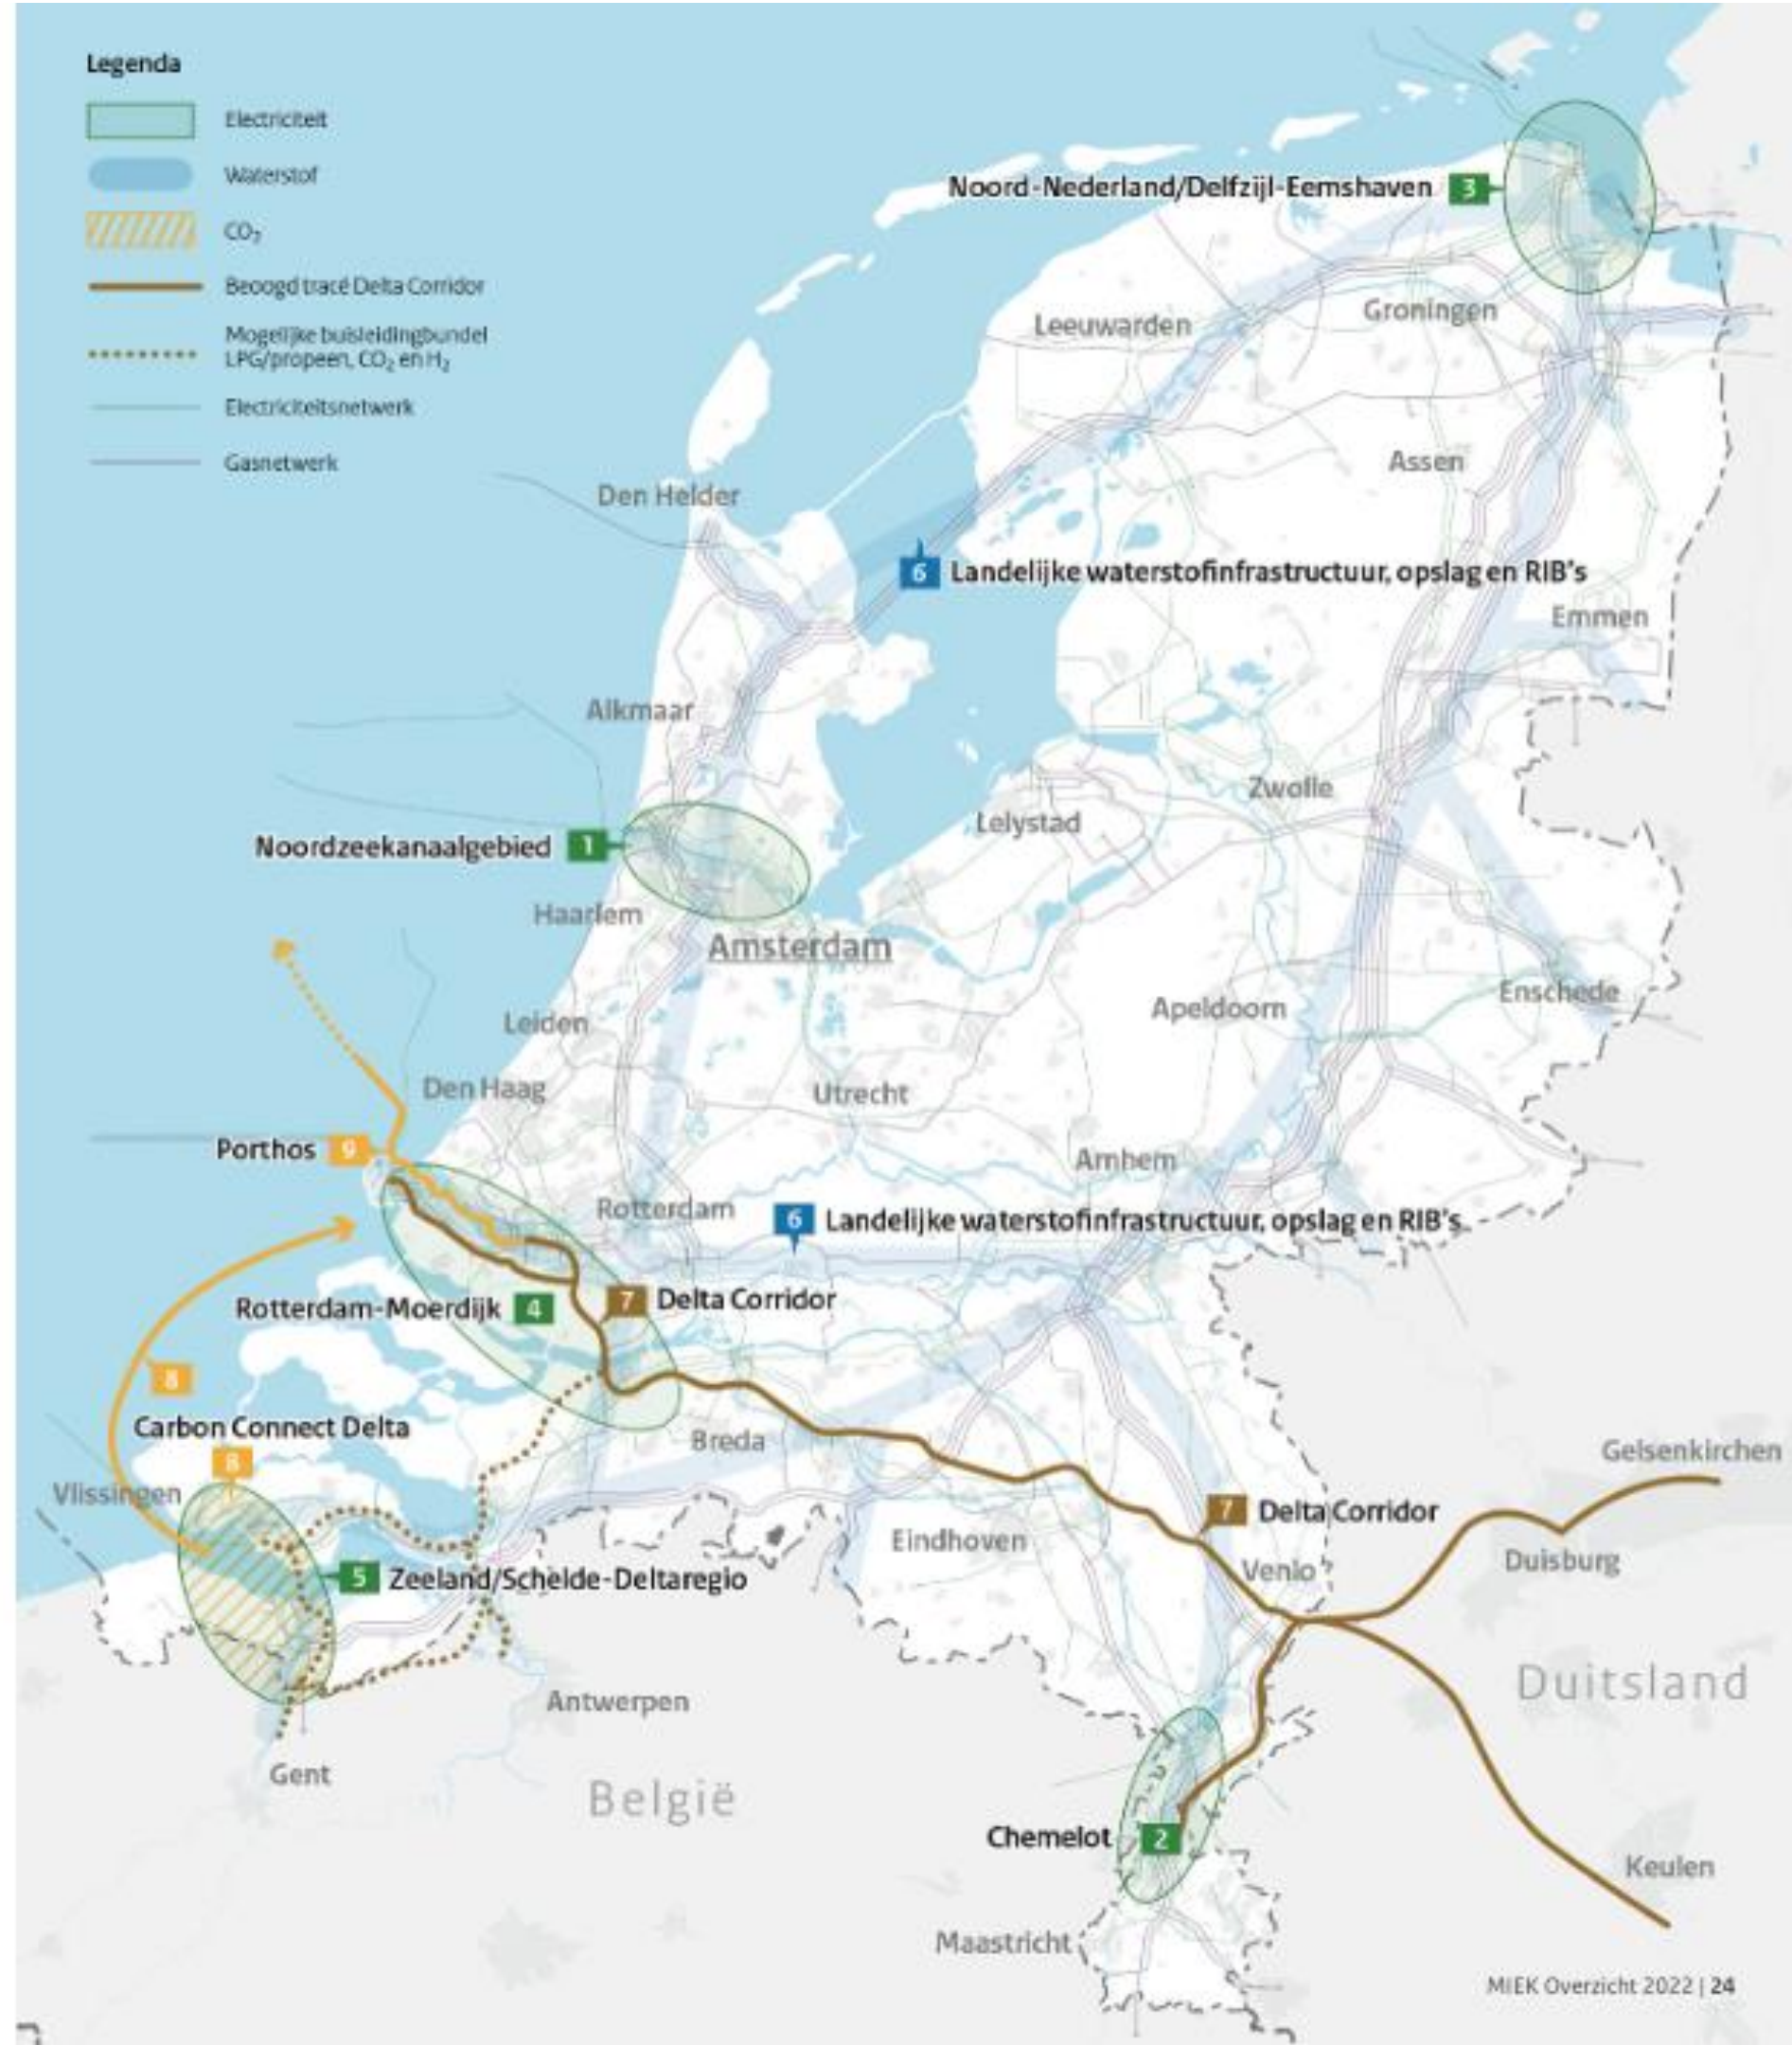 Legenda
Electriciteit
Waterstof
CO₂
Beoogd tracé Delta Corridor
Mogelijke buisleidingbundel
LPG/propeen, CO₂ en H₂
Electriciteitsnetwerk
Gasnetwerk
Noord-Nederland/Delfzijl-Eemshaven 3
Leeuwarden
Groningen
Assen
Den Helder
6 Landelijke waterstofinfrastructuur, opslag en RIB's
Emmen
Alkmaar
Zwolle
Lelystad
Noordzeekanaalgebied 1
Haarlem
Amsterdam
Enschede
Apeldoorn
Leiden
Den Haag
Utrecht
Porthos 9
Arnhem
Rotterdam
6 Landelijke waterstofinfrastructuur, opslag en RIB's
Rotterdam-Moerdijk 4
7 Delta Corridor
8
Carbon Connect Delta
8
Breda
Gelsenkirchen
Vlissingen
7 Delta Corridor
Eindhoven
Duisburg
Venlo
5 Zeeland/Schelde-Deltaregio
Duitsland
Antwerpen
Gent
België
Chemelot 2
Keulen
Maastricht
MIEK Overzicht 2022 | 24